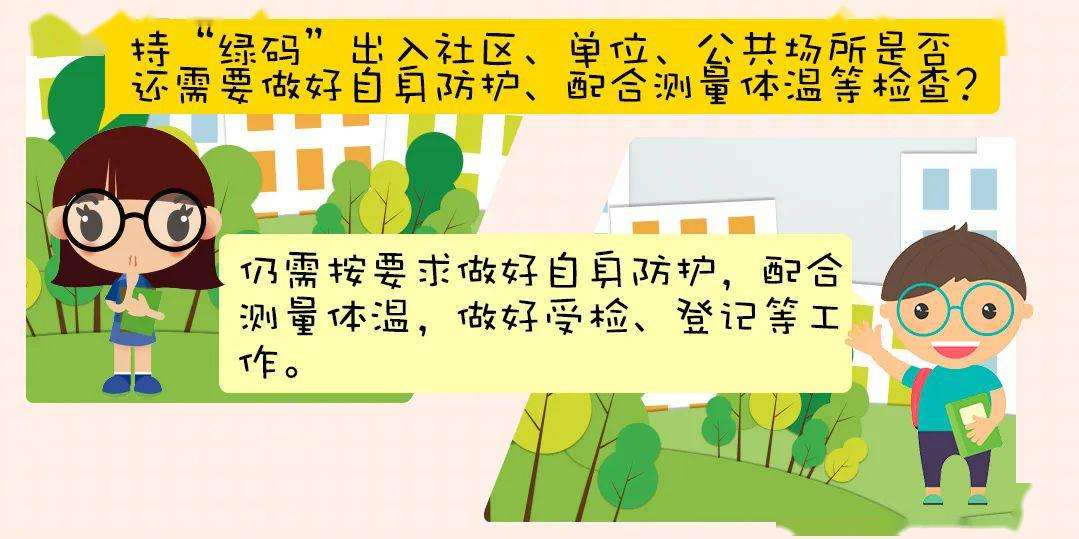 持“绿码”出入社区、单位、公共场所是否
还需要做好自身防护、配合测量体温等检查？
仍需按要求做好自身防护，配合
测量体温，做好受检、登记等工
作。